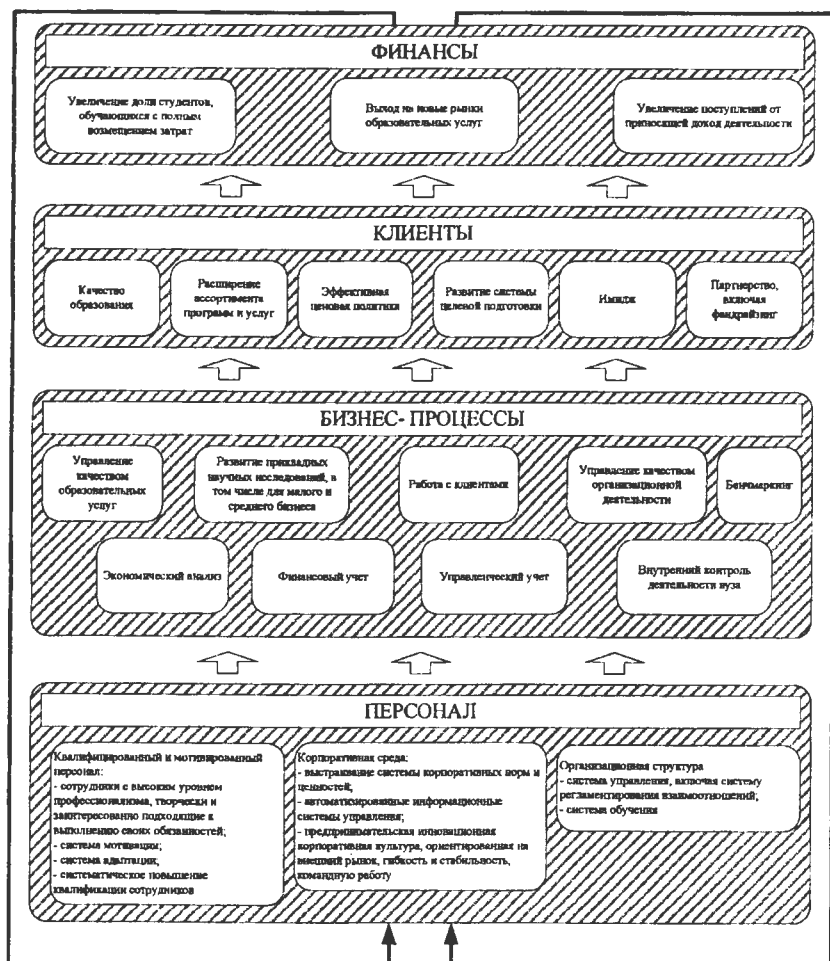 ФИНАНСЫ
Увеличение доли студентов,
обучающихся с полным
возмещением затрат
Выход на новые рынки
образовательных услуг
Увеличение поступлений от
приносящей доход деятельности
КЛИЕНТЫ
Качество
образования
Расширение
ассортимента
программ и услуг
Эффективная
ценовая политика
Развитие системы
целевой подготовки
Имидж
Партнерство,
включая
фандрайзинг
БИЗНЕС- ПРОЦЕССЫ
Управление
качеством
образовательных
услуг
Развитие прикладных
научных исследований, в
том числе для малого и
среднего бизнеса
Работа с клиентами
Управление качеством
организационной
деятельности
Бенчмаркинг
Экономический анализ
Финансовый учет
Управленческий учет
Внутренний контроль
деятельности вуза
ПЕРСОНАЛ
Квалифицированный и мотивированный
персонал:
- сотрудники с высоким уровнем
профессионализма, творчески и
заинтересованно подходящие к
выполнению своих обязанностей;
- система мотивации;
- система адаптации;
- систематическое повышение
квалификации сотрудников
Корпоративная среда:
- выстраивание системы корпоративных норм и
ценностей;
- автоматизированные информационные
системы управления;
- предпринимательская инновационная
корпоративная культура, ориентированная на
внешний рынок, гибкость и стабильность,
командную работу
Организационная структура
- система управления, включая систему
регламентирования взаимоотношений;
- система обучения